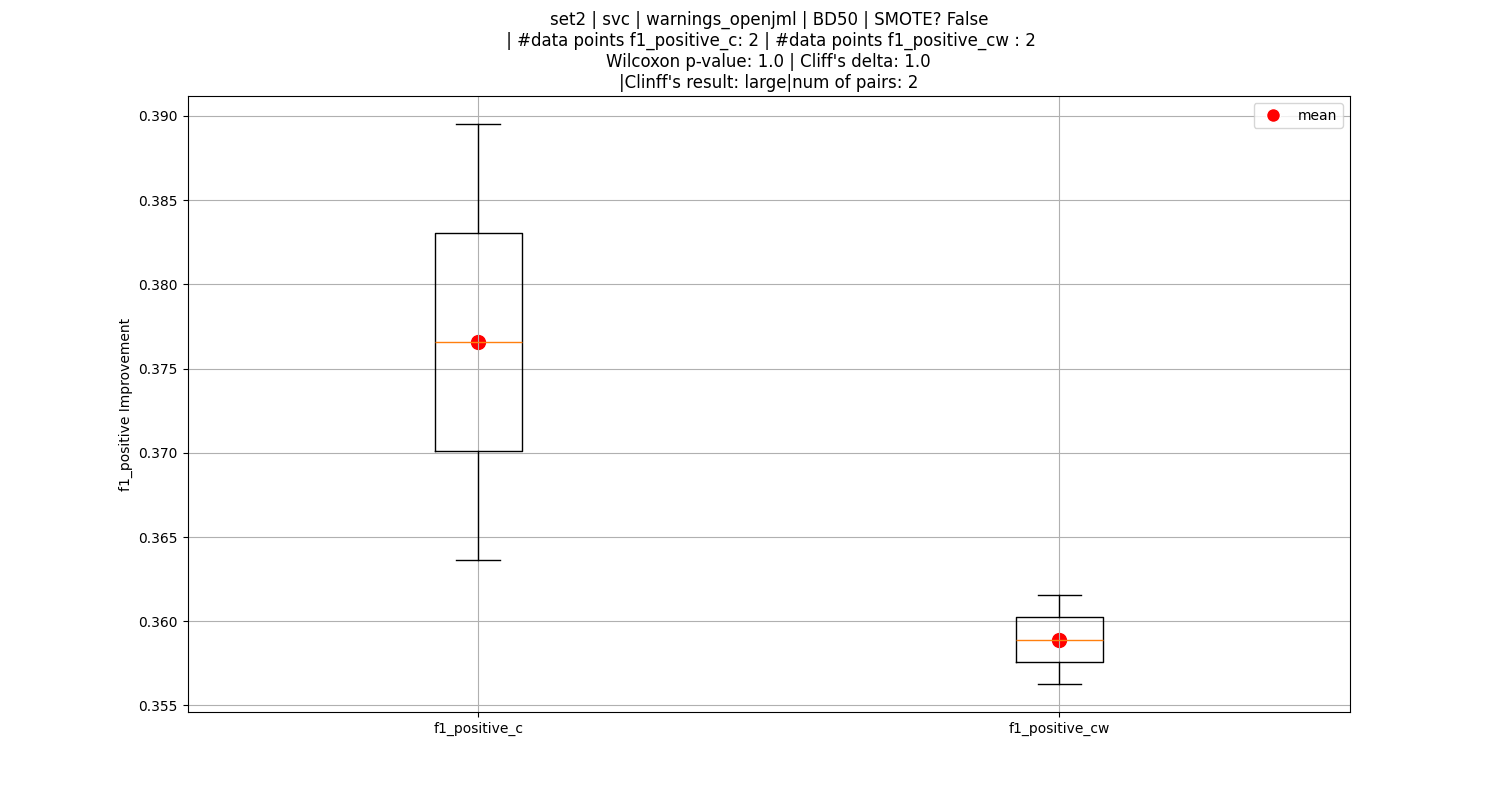 set2 | svc | warnings_openjml | BD50 | SMOTE? False
| #data points f1_positive_c: 2 | #data points f1_positive_cw : 2
Wilcoxon p-value: 1.0 | Cliff's delta: 1.0
|Clinff's result: large|num of pairs: 2
mean
0.390
0.385
0.380
0.375
0.370
0.365
0.360
0.355
f1_positive Improvement
f1_positive_c
f1_positive_cw